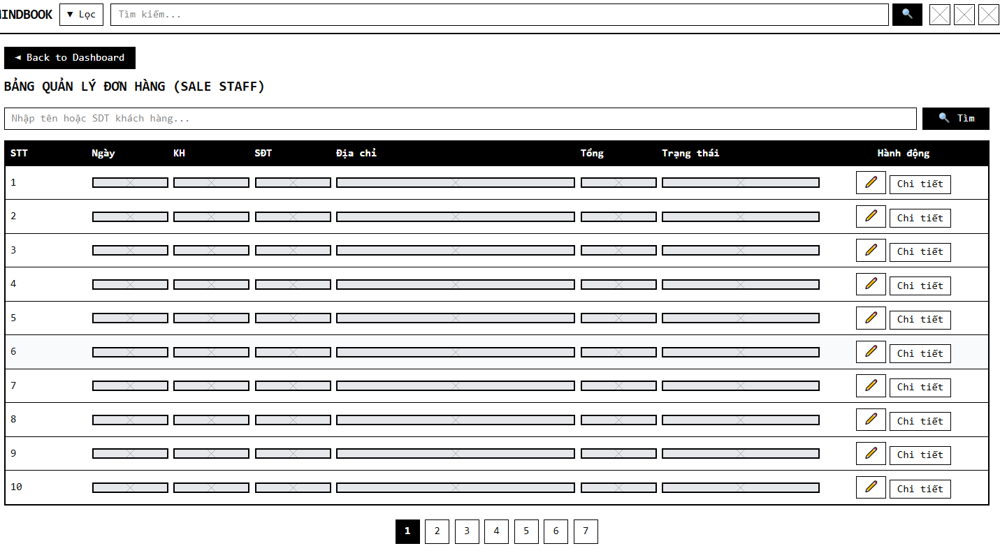 MINDBOOK ▼ Lọc Tìm kiếm...
◄ Back to Dashboard
BẢNG QUẢN LÝ ĐƠN HÀNG (SALE STAFF)
Nhập tên hoặc SDT khách hàng... Tìm
STT Ngày KH SĐT Địa chỉ Tổng Trạng thái Hành động
1 Chi tiết
2 Chi tiết
3 Chi tiết
4 Chi tiết
5 Chi tiết
6 Chi tiết
7 Chi tiết
8 Chi tiết
9 Chi tiết
10 Chi tiết
1 2 3 4 5 6 7